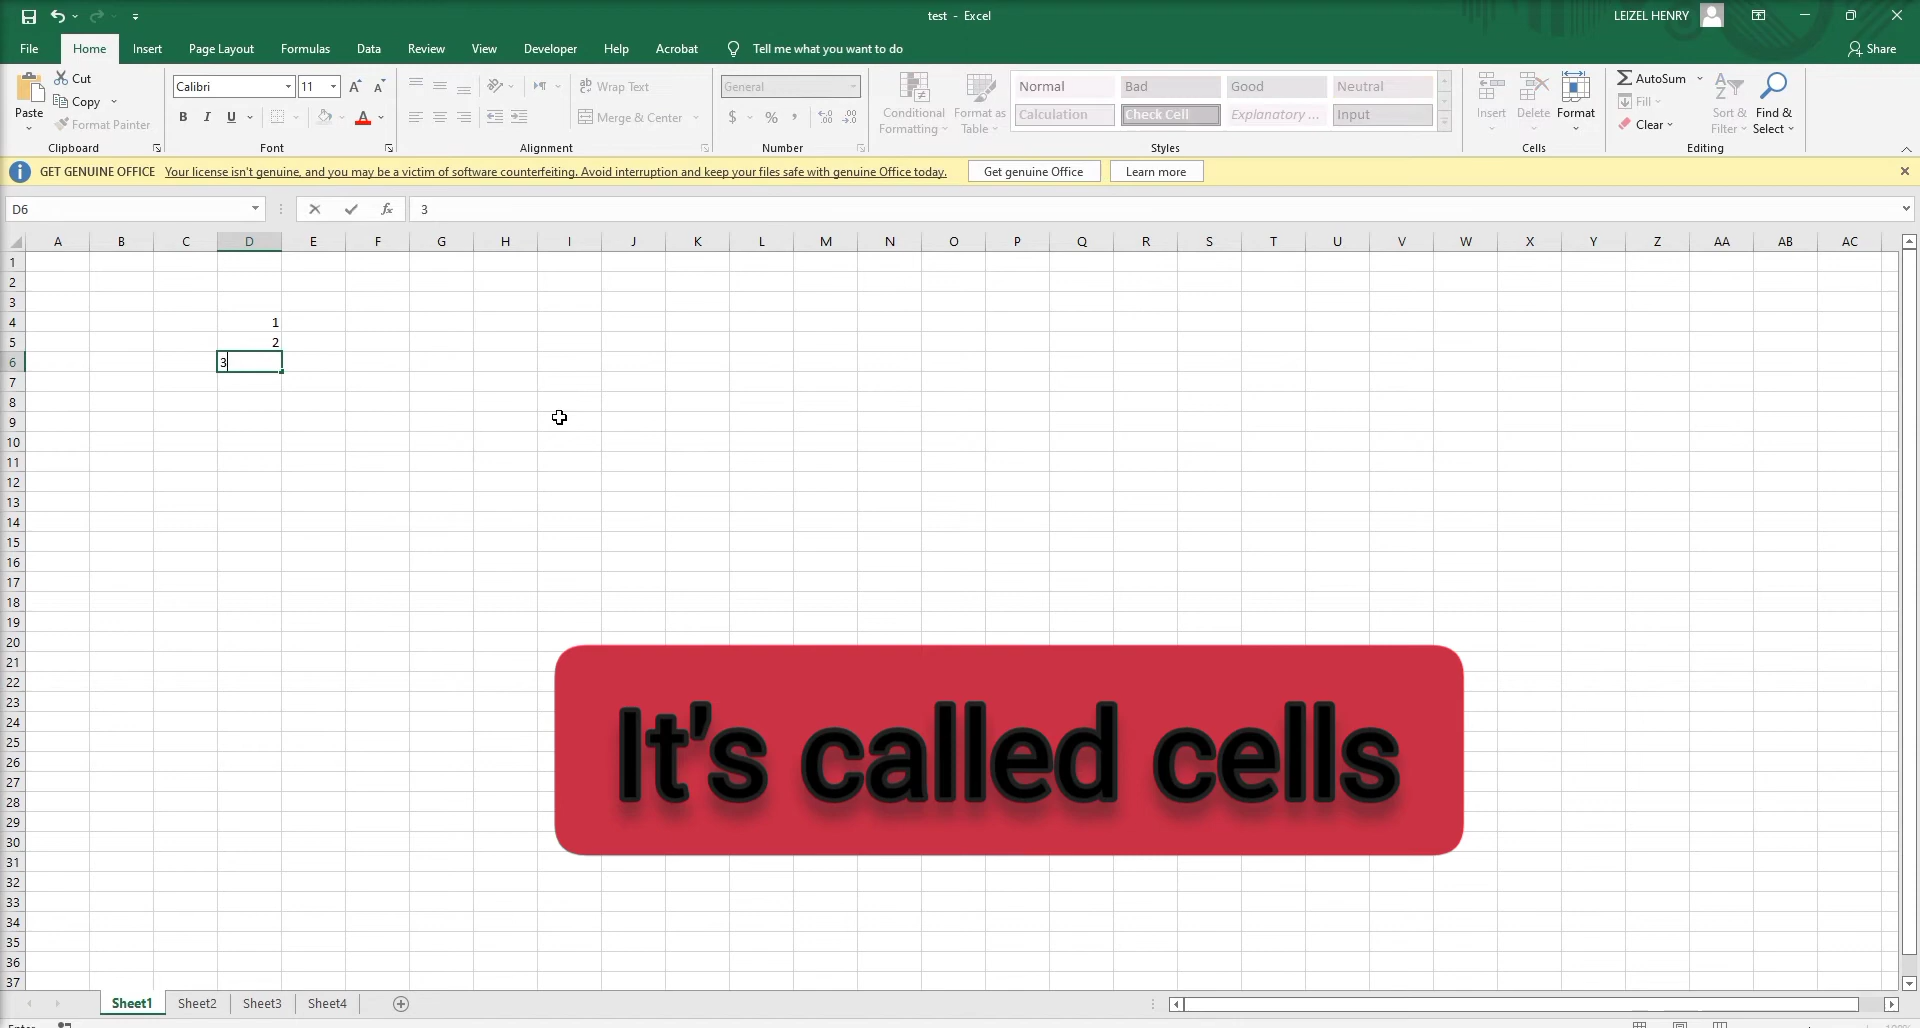 test - Excel
LEIZEL HENRY
File Home Insert Page Layout Formulas Data Review View Developer Help Acrobat Tell me what you want to do Share
Paste
Cut
Copy
Format Painter
Clipboard
Calibri 11
B I U
Font
Wrap Text
Merge & Center
Alignment
General
$ % ,
Number
Conditional Formatting
Format as Table
Normal Bad Good Neutral
Calculation Check Cell Explanatory ... Input
Styles
Insert Delete Format
Cells
AutoSum
Fill
Clear
Sort & Filter
Find & Select
Editing
GET GENUINE OFFICE Your license isn't genuine, and you may be a victim of software counterfeiting. Avoid interruption and keep your files safe with genuine Office today. Get genuine Office Learn more
D6 fx 3
A B C D E F G H I J K L M N O P Q R S T U V W X Y Z AA AB AC
1
2
3
4 1
5 2
6 3
7
8
9
10
11
12
13
14
15
16
17
18
19
20
21
22
23
24
25
26
27
28
29
30
31
32
33
34
35
36
37
It's called cells
Sheet1 Sheet2 Sheet3 Sheet4